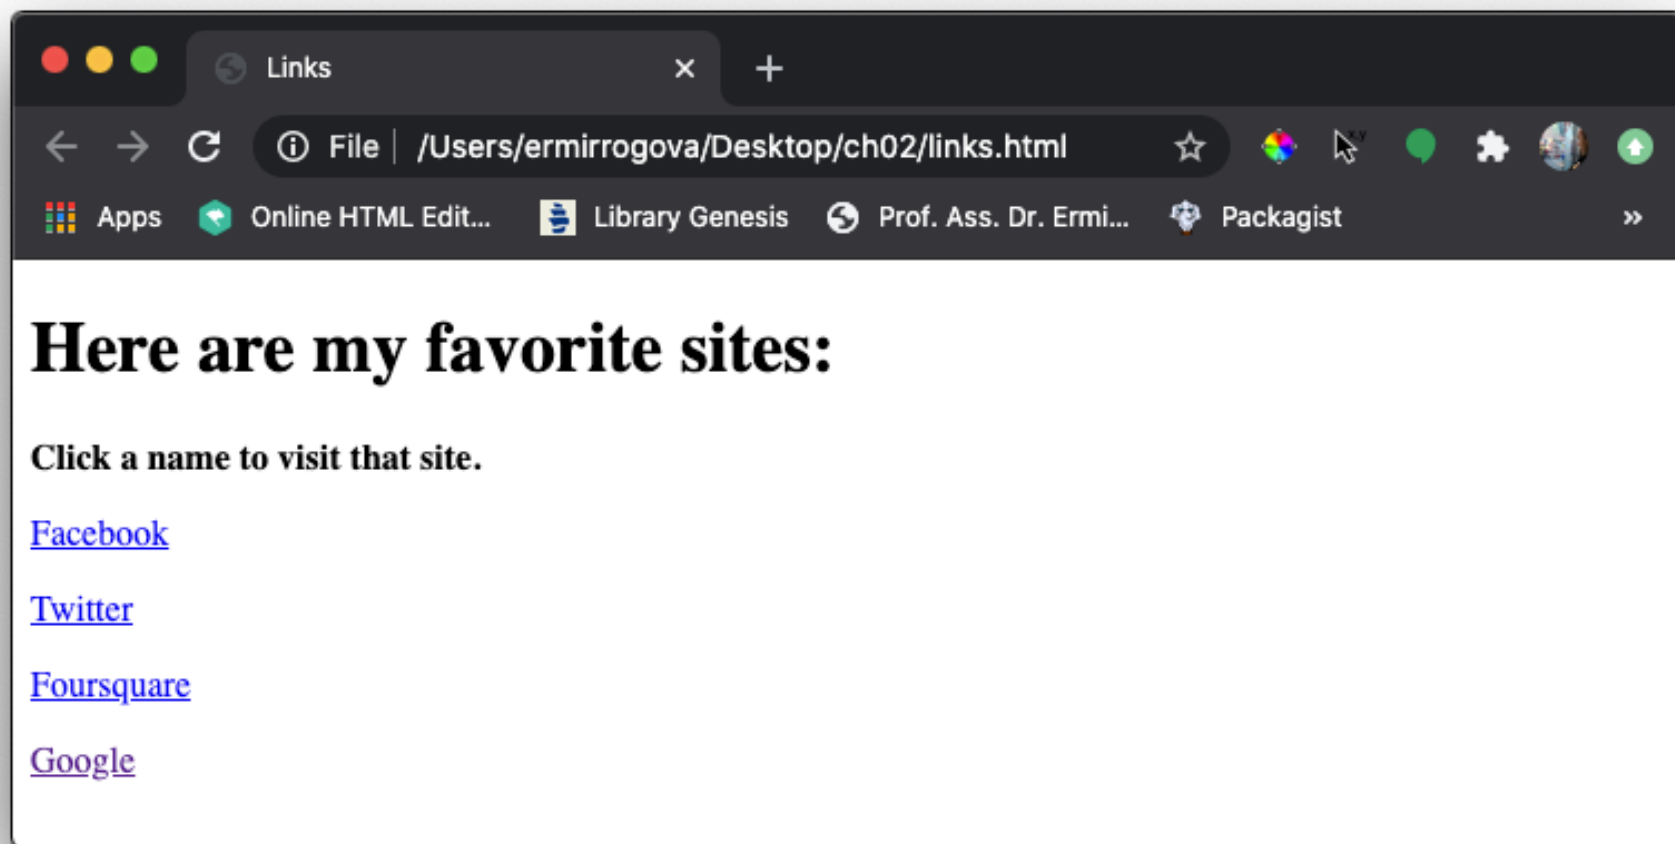 Links
File /Users/ermirrogova/Desktop/ch02/links.html
Apps Online HTML Edit... Library Genesis Prof. Ass. Dr. Ermi... Packagist »
Here are my favorite sites:
Click a name to visit that site.
Facebook
Twitter
Foursquare
Google